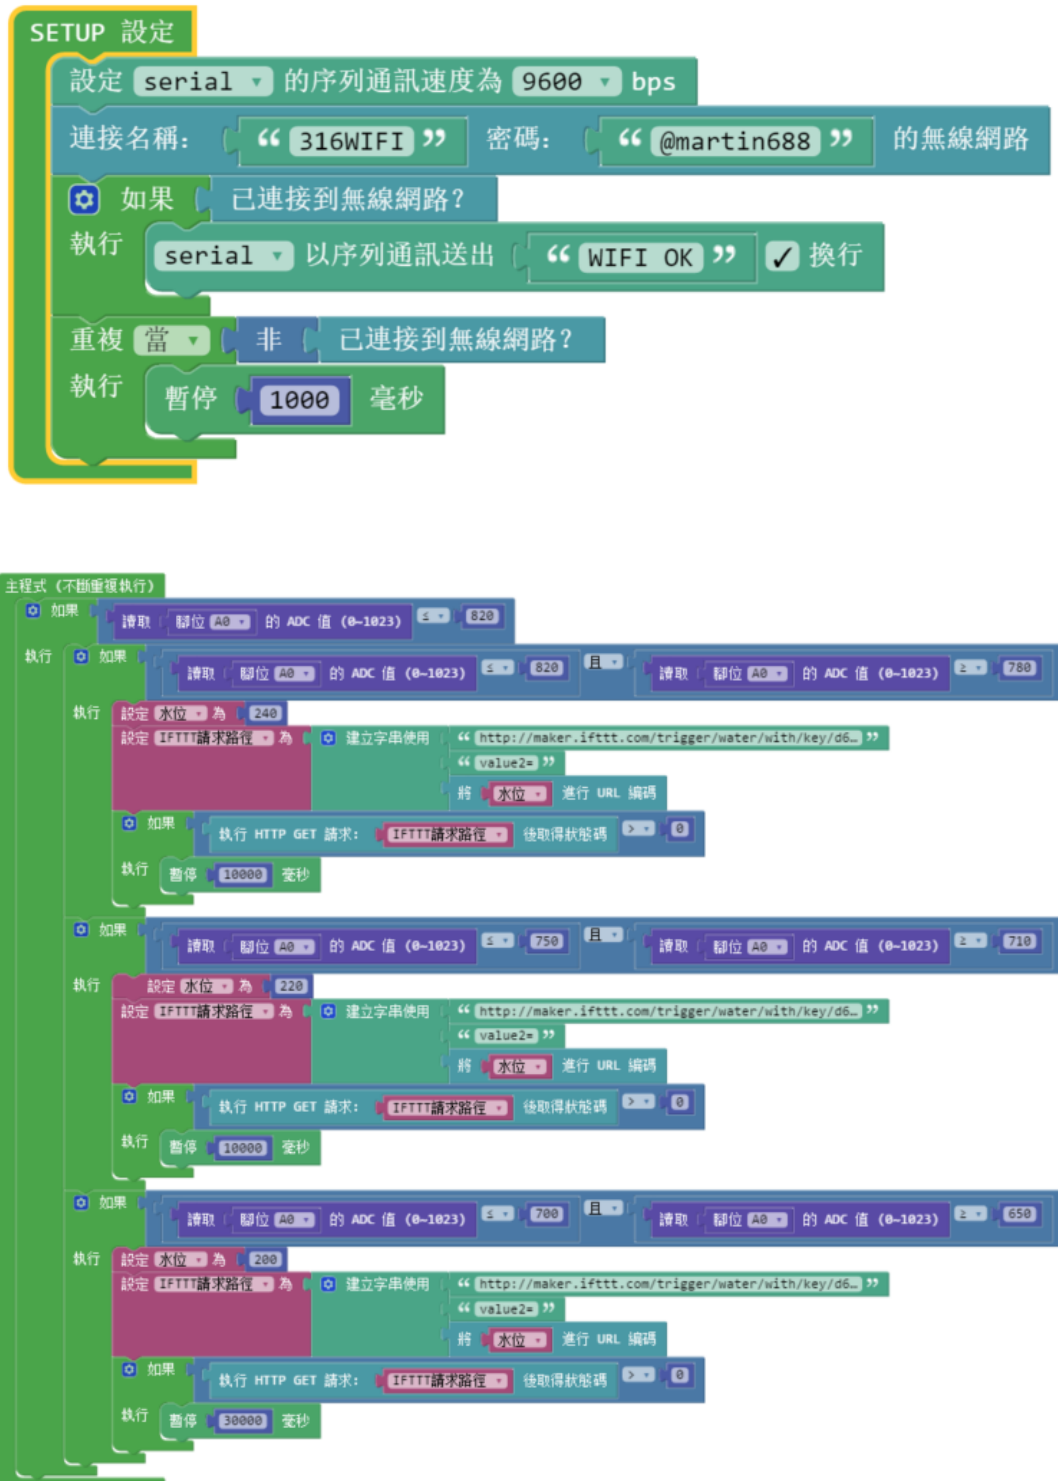 SETUP 設定
設定 serial 的序列通訊速度為 9600 bps
連接名稱: “ 316WIFI ” 密碼: “ @martin688 ” 的無線網路
如果 已連接到無線網路?
執行 serial 以序列通訊送出 “ WIFI OK ” ✓ 換行
重複 當 非 已連接到無線網路?
執行 暫停 1000 毫秒
主程式 (不斷重複執行)
如果 讀取 腳位 A0 的 ADC 值 (0~1023) ≤ 820
執行 如果 讀取 腳位 A0 的 ADC 值 (0~1023) ≤ 820 且 讀取 腳位 A0 的 ADC 值 (0~1023) ≥ 780
執行 設定 水位 為 240
設定 IFTTT請求路徑 為 建立字串使用 “ http://maker.ifttt.com/trigger/water/with/key/d6… ”
“ value2= ”
將 水位 進行 URL 編碼
如果 執行 HTTP GET 請求: IFTTT請求路徑 後取得狀態碼 > 0
執行 暫停 10000 毫秒
如果 讀取 腳位 A0 的 ADC 值 (0~1023) ≤ 750 且 讀取 腳位 A0 的 ADC 值 (0~1023) ≥ 710
執行 設定 水位 為 220
設定 IFTTT請求路徑 為 建立字串使用 “ http://maker.ifttt.com/trigger/water/with/key/d6… ”
“ value2= ”
將 水位 進行 URL 編碼
如果 執行 HTTP GET 請求: IFTTT請求路徑 後取得狀態碼 > 0
執行 暫停 10000 毫秒
如果 讀取 腳位 A0 的 ADC 值 (0~1023) ≤ 700 且 讀取 腳位 A0 的 ADC 值 (0~1023) ≥ 650
執行 設定 水位 為 200
設定 IFTTT請求路徑 為 建立字串使用 “ http://maker.ifttt.com/trigger/water/with/key/d6… ”
“ value2= ”
將 水位 進行 URL 編碼
如果 執行 HTTP GET 請求: IFTTT請求路徑 後取得狀態碼 > 0
執行 暫停 30000 毫秒